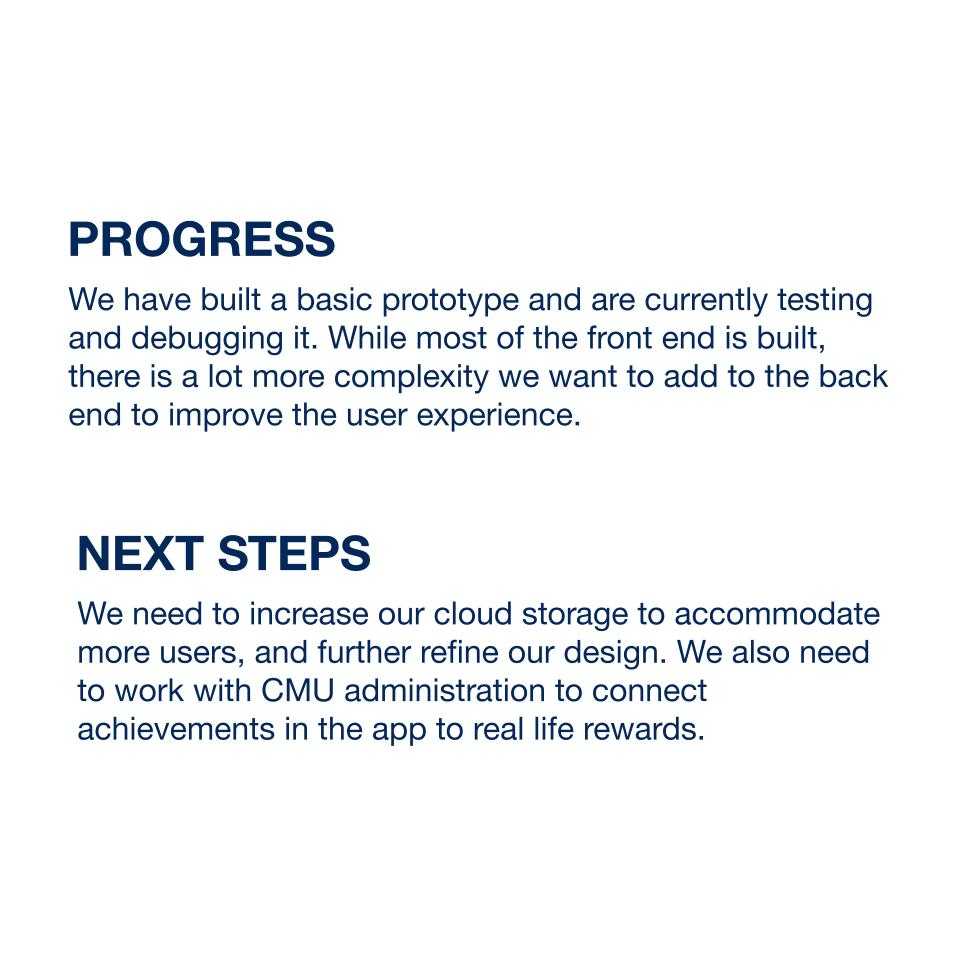 PROGRESS
We have built a basic prototype and are currently testing
and debugging it. While most of the front end is built,
there is a lot more complexity we want to add to the back
end to improve the user experience.
NEXT STEPS
We need to increase our cloud storage to accommodate
more users, and further refine our design. We also need
to work with CMU administration to connect
achievements in the app to real life rewards.